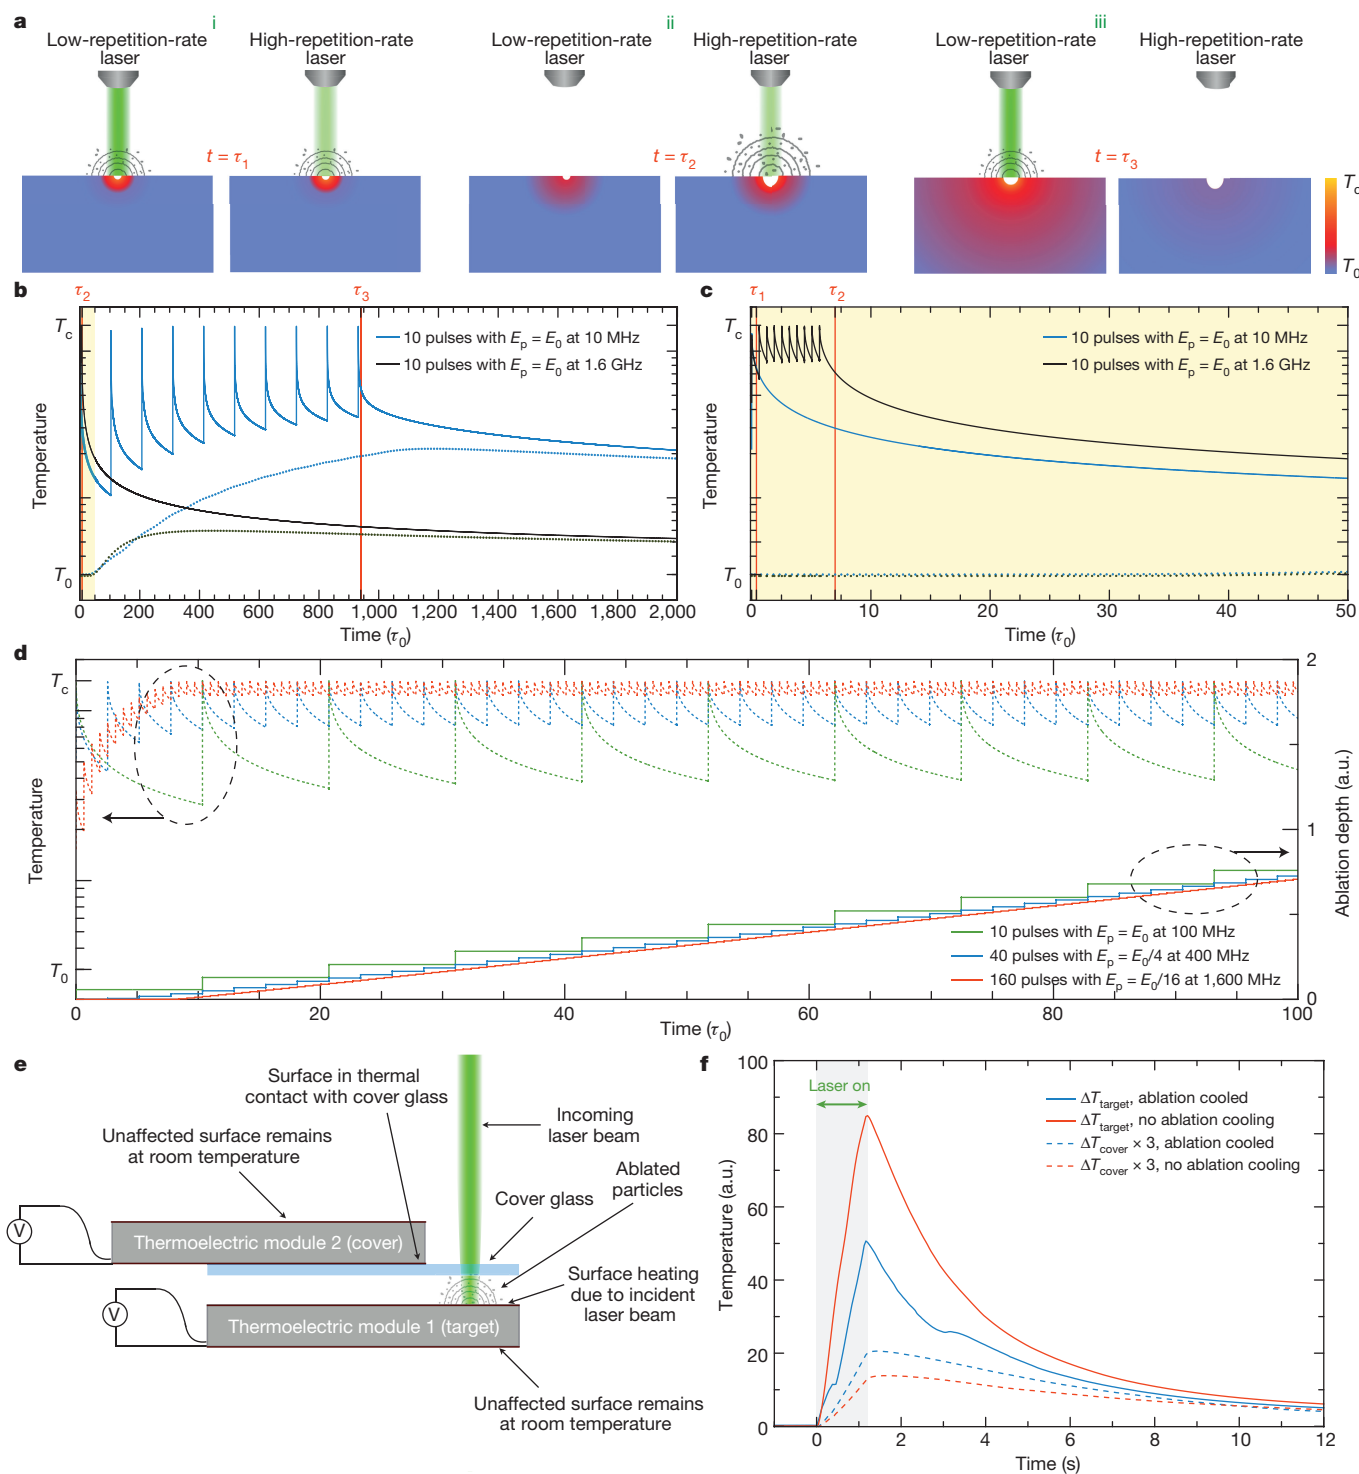 a
i
ii
iii
Low-repetition-rate
laser
High-repetition-rate
laser
Low-repetition-rate
laser
High-repetition-rate
laser
Low-repetition-rate
laser
High-repetition-rate
laser
t = τ1
t = τ2
t = τ3
Tc
T0
b
τ2
τ3
Tc
T0
Temperature
10 pulses with Ep = E0 at 10 MHz
10 pulses with Ep = E0 at 1.6 GHz
0 200 400 600 800 1,000 1,200 1,400 1,600 1,800 2,000
Time (τ0)
c
τ1
τ2
Tc
T0
Temperature
10 pulses with Ep = E0 at 10 MHz
10 pulses with Ep = E0 at 1.6 GHz
0 10 20 30 40 50
Time (τ0)
d
Tc
T0
Temperature
2
1
0
Ablation depth (a.u.)
10 pulses with Ep = E0 at 100 MHz
40 pulses with Ep = E0/4 at 400 MHz
160 pulses with Ep = E0/16 at 1,600 MHz
0 20 40 60 80 100
Time (τ0)
e
Surface in thermal
contact with cover glass
Unaffected surface remains
at room temperature
Incoming
laser beam
Ablated
particles
Cover glass
V
Thermoelectric module 2 (cover)
Surface heating
due to incident
laser beam
V
Thermoelectric module 1 (target)
Unaffected surface remains
at room temperature
f
Laser on
ΔTtarget, ablation cooled
ΔTtarget, no ablation cooling
ΔTcover × 3, ablation cooled
ΔTcover × 3, no ablation cooling
100
80
60
40
20
0
Temperature (a.u.)
0 2 4 6 8 10 12
Time (s)